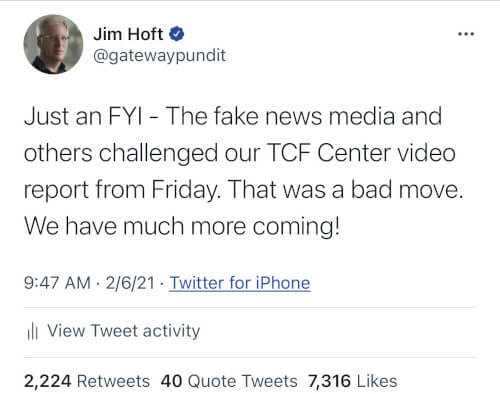 Jim Hoft
@gatewaypundit
Just an FYI - The fake news media and
others challenged our TCF Center video
report from Friday. That was a bad move.
We have much more coming!
9:47 AM · 2/6/21 · Twitter for iPhone
View Tweet activity
2,224 Retweets 40 Quote Tweets 7,316 Likes